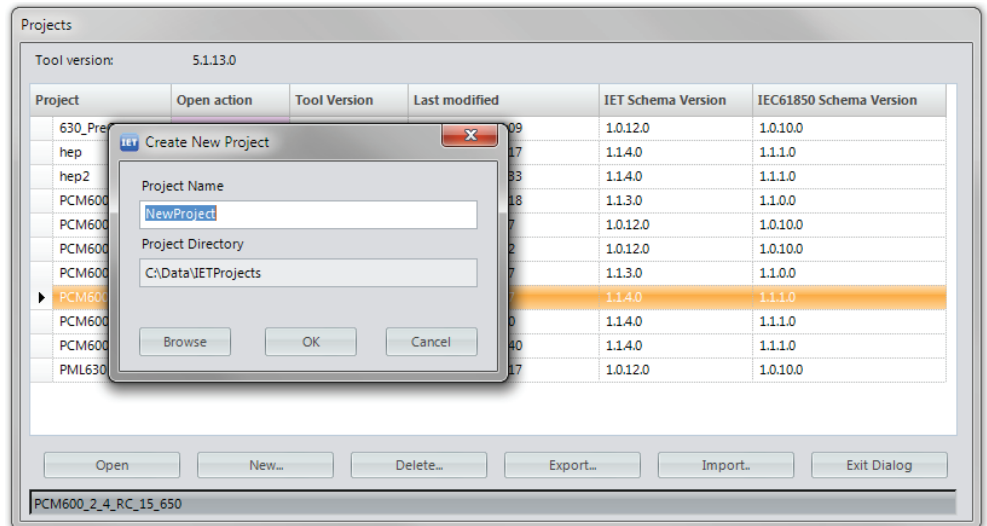 Projects
Tool version: 5.1.13.0
Project Open action Tool Version Last modified IET Schema Version IEC61850 Schema Version
630_Pre 09 1.0.12.0 1.0.10.0
IET Create New Project
hep 17 1.1.4.0 1.1.1.0
hep2 33 1.1.4.0 1.1.1.0
Project Name
PCM600 18 1.1.3.0 1.1.0.0
NewProject
PCM600 7 1.0.12.0 1.0.10.0
Project Directory
PCM600 2 1.0.12.0 1.0.10.0
C:\Data\IETProjects
PCM600 7 1.1.3.0 1.1.0.0
PCM600 7 1.1.4.0 1.1.1.0
PCM600 0 1.1.4.0 1.1.1.0
Browse OK Cancel
PCM600 40 1.1.4.0 1.1.1.0
PML630 17 1.0.12.0 1.0.10.0
Open New... Delete... Export... Import.. Exit Dialog
PCM600_2_4_RC_15_650